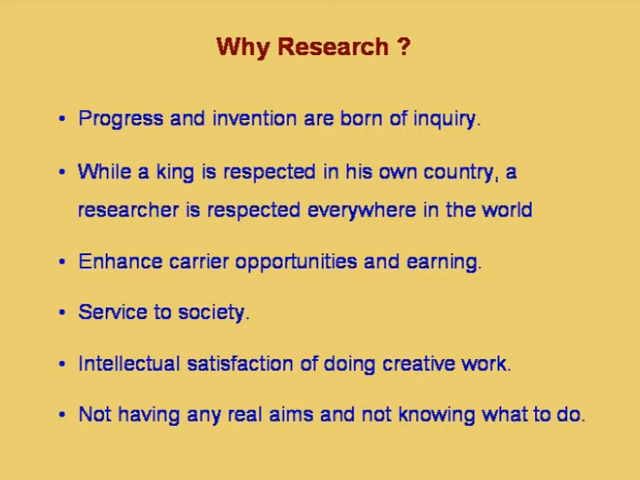 Why Research ?
• Progress and invention are born of inquiry.
• While a king is respected in his own country, a
researcher is respected everywhere in the world
• Enhance carrier opportunities and earning.
• Service to society.
• Intellectual satisfaction of doing creative work.
• Not having any real aims and not knowing what to do.